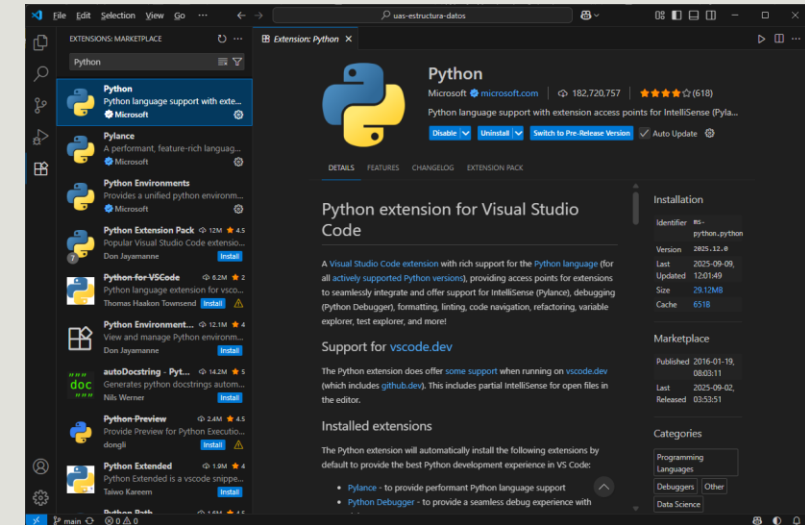 File Edit Selection View Go ···
uas-estructura-datos
EXTENSIONS: MARKETPLACE
Python
Python
Python language support with exte...
Microsoft
Pylance
A performant, feature-rich languag...
Microsoft
Python Environments
Provides a unified python environm...
Microsoft
Python Extension Pack 12M 4.5
Popular Visual Studio Code extensio...
Don Jayamanne Install
7
Python for VSCode 6.2M 2
Python language extension for vsco...
Thomas Haakon Townsend Install
Python Environment... 12.1M 4
View and manage Python environm...
Don Jayamanne Install
autoDocstring - Pyt... 14.2M 5
Generates python docstrings autom...
Nils Werner Install
"""
doc
"""
Python Preview 2.4M 4.5
Provide Preview for Python Executio...
dongli Install
Python Extended 1.9M 4
Python Extended is a vscode snippe...
Taiwo Kareem Install
Python Path
main 0 0
Extension: Python
Python
Microsoft microsoft.com 182,720,757 (618)
Python language support with extension access points for IntelliSense (Pyla...
Disable Uninstall Switch to Pre-Release Version Auto Update
DETAILS FEATURES CHANGELOG EXTENSION PACK
Python extension for Visual Studio
Code
A Visual Studio Code extension with rich support for the Python language (for
all actively supported Python versions), providing access points for extensions
to seamlessly integrate and offer support for IntelliSense (Pylance), debugging
(Python Debugger), formatting, linting, code navigation, refactoring, variable
explorer, test explorer, and more!
Support for vscode.dev
The Python extension does offer some support when running on vscode.dev
(which includes github.dev). This includes partial IntelliSense for open files in
the editor.
Installed extensions
The Python extension will automatically install the following extensions by
default to provide the best Python development experience in VS Code:
• Pylance - to provide performant Python language support
• Python Debugger - to provide a seamless debug experience with
Installation
Identifier ms-
python.python
Version 2025.12.0
Last 2025-09-09,
Updated 12:01:49
Size 29.12MB
Cache 651B
Marketplace
Published 2016-01-19,
08:03:11
Last 2025-09-02,
Released 03:53:51
Categories
Programming
Languages
Debuggers Other
Data Science